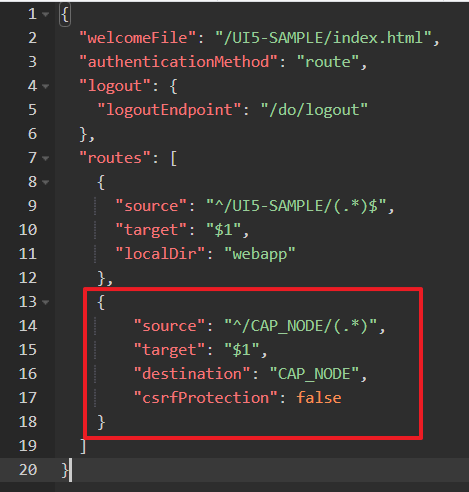 1 {
2   "welcomeFile": "/UI5-SAMPLE/index.html",
3   "authenticationMethod": "route",
4   "logout": {
5     "logoutEndpoint": "/do/logout"
6   },
7   "routes": [
8     {
9       "source": "^/UI5-SAMPLE/(.*)$",
10       "target": "$1",
11       "localDir": "webapp"
12     },
13     {
14         "source": "^/CAP_NODE/(.*)",
15         "target": "$1",
16         "destination": "CAP_NODE",
17         "csrfProtection": false
18     }
19   ]
20 }